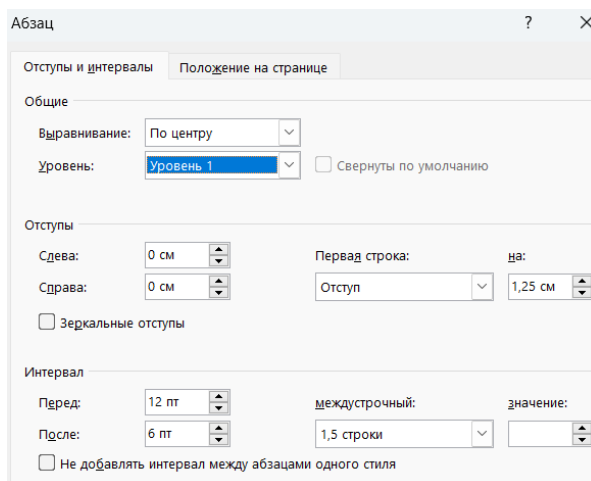 Абзац ?
Отступы и интервалы Положение на странице
Общие
Выравнивание: По центру
Уровень: Уровень 1 Свернуты по умолчанию
Отступы
Слева: 0 см Первая строка: на:
Справа: 0 см Отступ 1,25 см
Зеркальные отступы
Интервал
Перед: 12 пт междустрочный: значение:
После: 6 пт 1,5 строки
Не добавлять интервал между абзацами одного стиля